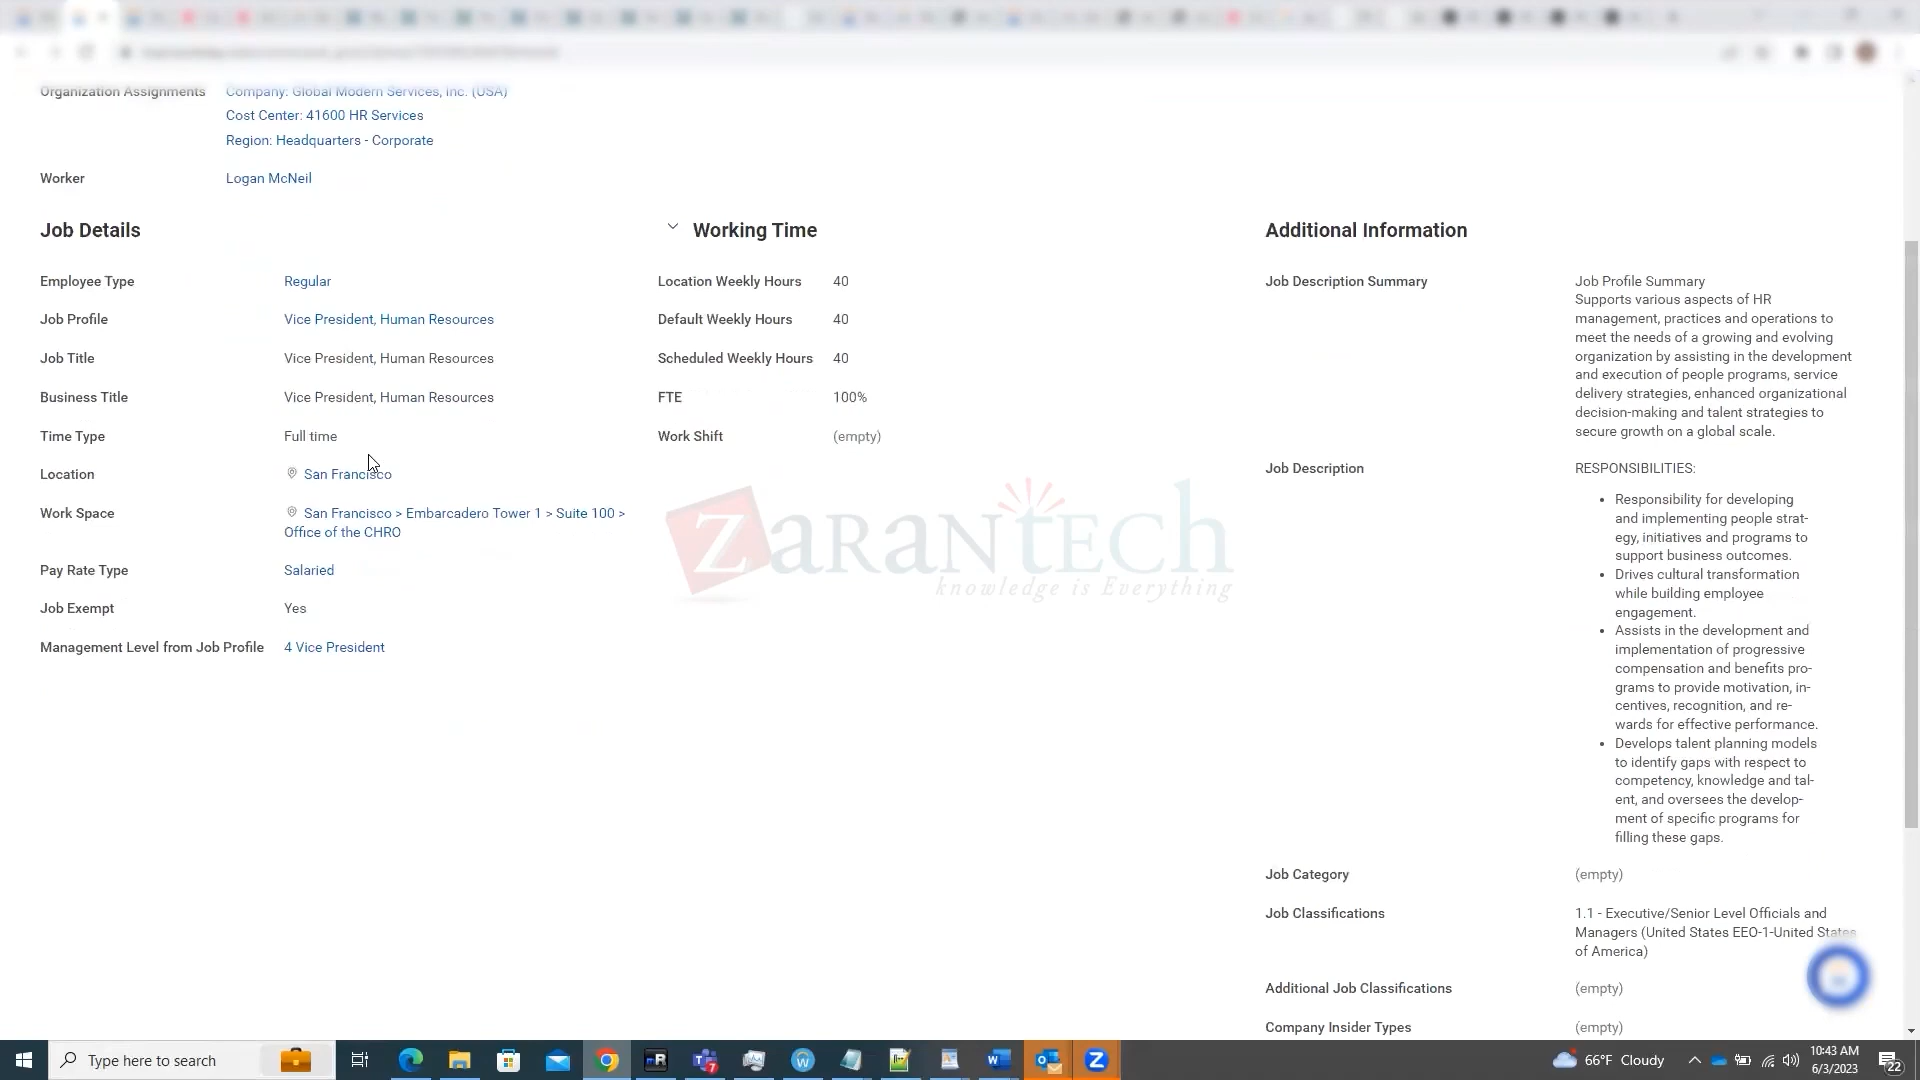 Organization Assignments
Company: Global Modern Services, Inc. (USA)
Cost Center: 41600 HR Services
Region: Headquarters - Corporate
Worker
Logan McNeil
Job Details
Employee Type
Regular
Job Profile
Vice President, Human Resources
Job Title
Vice President, Human Resources
Business Title
Vice President, Human Resources
Time Type
Full time
Location
San Francisco
Work Space
San Francisco > Embarcadero Tower 1 > Suite 100 >
Office of the CHRO
Pay Rate Type
Salaried
Job Exempt
Yes
Management Level from Job Profile
4 Vice President
Working Time
Location Weekly Hours
40
Default Weekly Hours
40
Scheduled Weekly Hours
40
FTE
100%
Work Shift
(empty)
ZaranTech
knowledge is Everything
Additional Information
Job Description Summary
Job Profile Summary
Supports various aspects of HR
management, practices and operations to
meet the needs of a growing and evolving
organization by assisting in the development
and execution of people programs, service
delivery strategies, enhanced organizational
decision-making and talent strategies to
secure growth on a global scale.
Job Description
RESPONSIBILITIES:
• Responsibility for developing
and implementing people strat-
egy, initiatives and programs to
support business outcomes.
• Drives cultural transformation
while building employee
engagement.
• Assists in the development and
implementation of progressive
compensation and benefits pro-
grams to provide motivation, in-
centives, recognition, and re-
wards for effective performance.
• Develops talent planning models
to identify gaps with respect to
competency, knowledge and tal-
ent, and oversees the develop-
ment of specific programs for
filling these gaps.
Job Category
(empty)
Job Classifications
1.1 - Executive/Senior Level Officials and
Managers (United States EEO-1-United States
of America)
Additional Job Classifications
(empty)
Company Insider Types
(empty)
Type here to search
66°F Cloudy
10:43 AM
6/3/2023
22